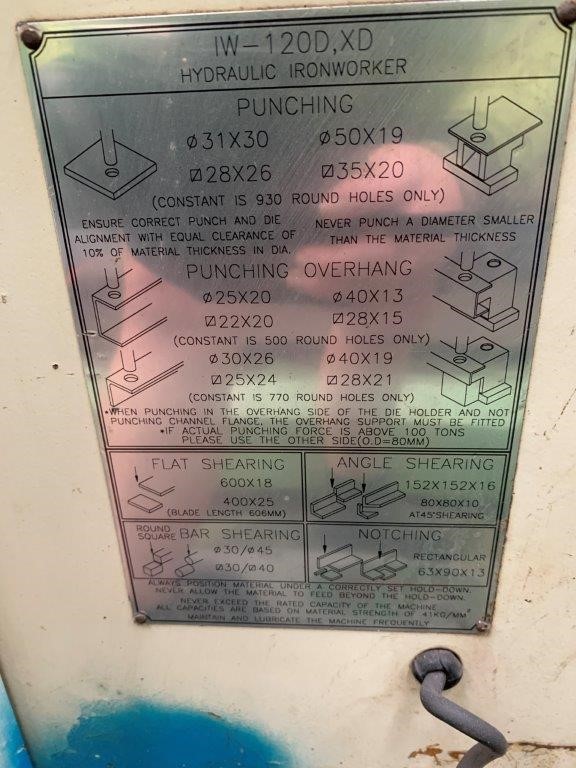 IW-120D,XD
HYDRAULIC IRONWORKER
PUNCHING
ø31X30 ø50X19
⍁28X26 ⍁35X20
(CONSTANT IS 930 ROUND HOLES ONLY)
ENSURE CORRECT PUNCH AND DIE
ALIGNMENT WITH EQUAL CLEARANCE OF
10% OF MATERIAL THICKNESS IN DIA.
NEVER PUNCH A DIAMETER SMALLER
THAN THE MATERIAL THICKNESS
PUNCHING OVERHANG
ø25X20 ø40X13
⍁22X20 ⍁28X15
(CONSTANT IS 500 ROUND HOLES ONLY)
ø30X26 ø40X19
⍁25X24 ⍁28X21
(CONSTANT IS 770 ROUND HOLES ONLY)
*WHEN PUNCHING IN THE OVERHANG SIDE OF THE DIE HOLDER AND NOT
PUNCHING CHANNEL FLANGE, THE OVERHANG SUPPORT MUST BE FITTED
*IF ACTUAL PUNCHING FORCE IS ABOVE 100 TONS
PLEASE USE THE OTHER SIDE(O.D=80MM)
FLAT SHEARING
600X18
400X25
(BLADE LENGTH 606MM)
ANGLE SHEARING
152X152X16
80X80X10
AT45°SHEARING
ROUND
SQUARE BAR SHEARING
ø30/ø45
ø30/ø40
NOTCHING
RECTANGULAR
63X90X13
ALWAYS POSITION MATERIAL UNDER A CORRECTLY SET HOLD-DOWN.
NEVER ALLOW THE MATERIAL TO FEED BEYOND THE HOLD-DOWN.
NEVER EXCEED THE RATED CAPACITY OF THE MACHINE
ALL CAPACITIES ARE BASED ON MATERIAL STRENGTH OF 41KG/MM²
MAINTAIN AND LUBRICATE THE MACHINE FREQUENTLY